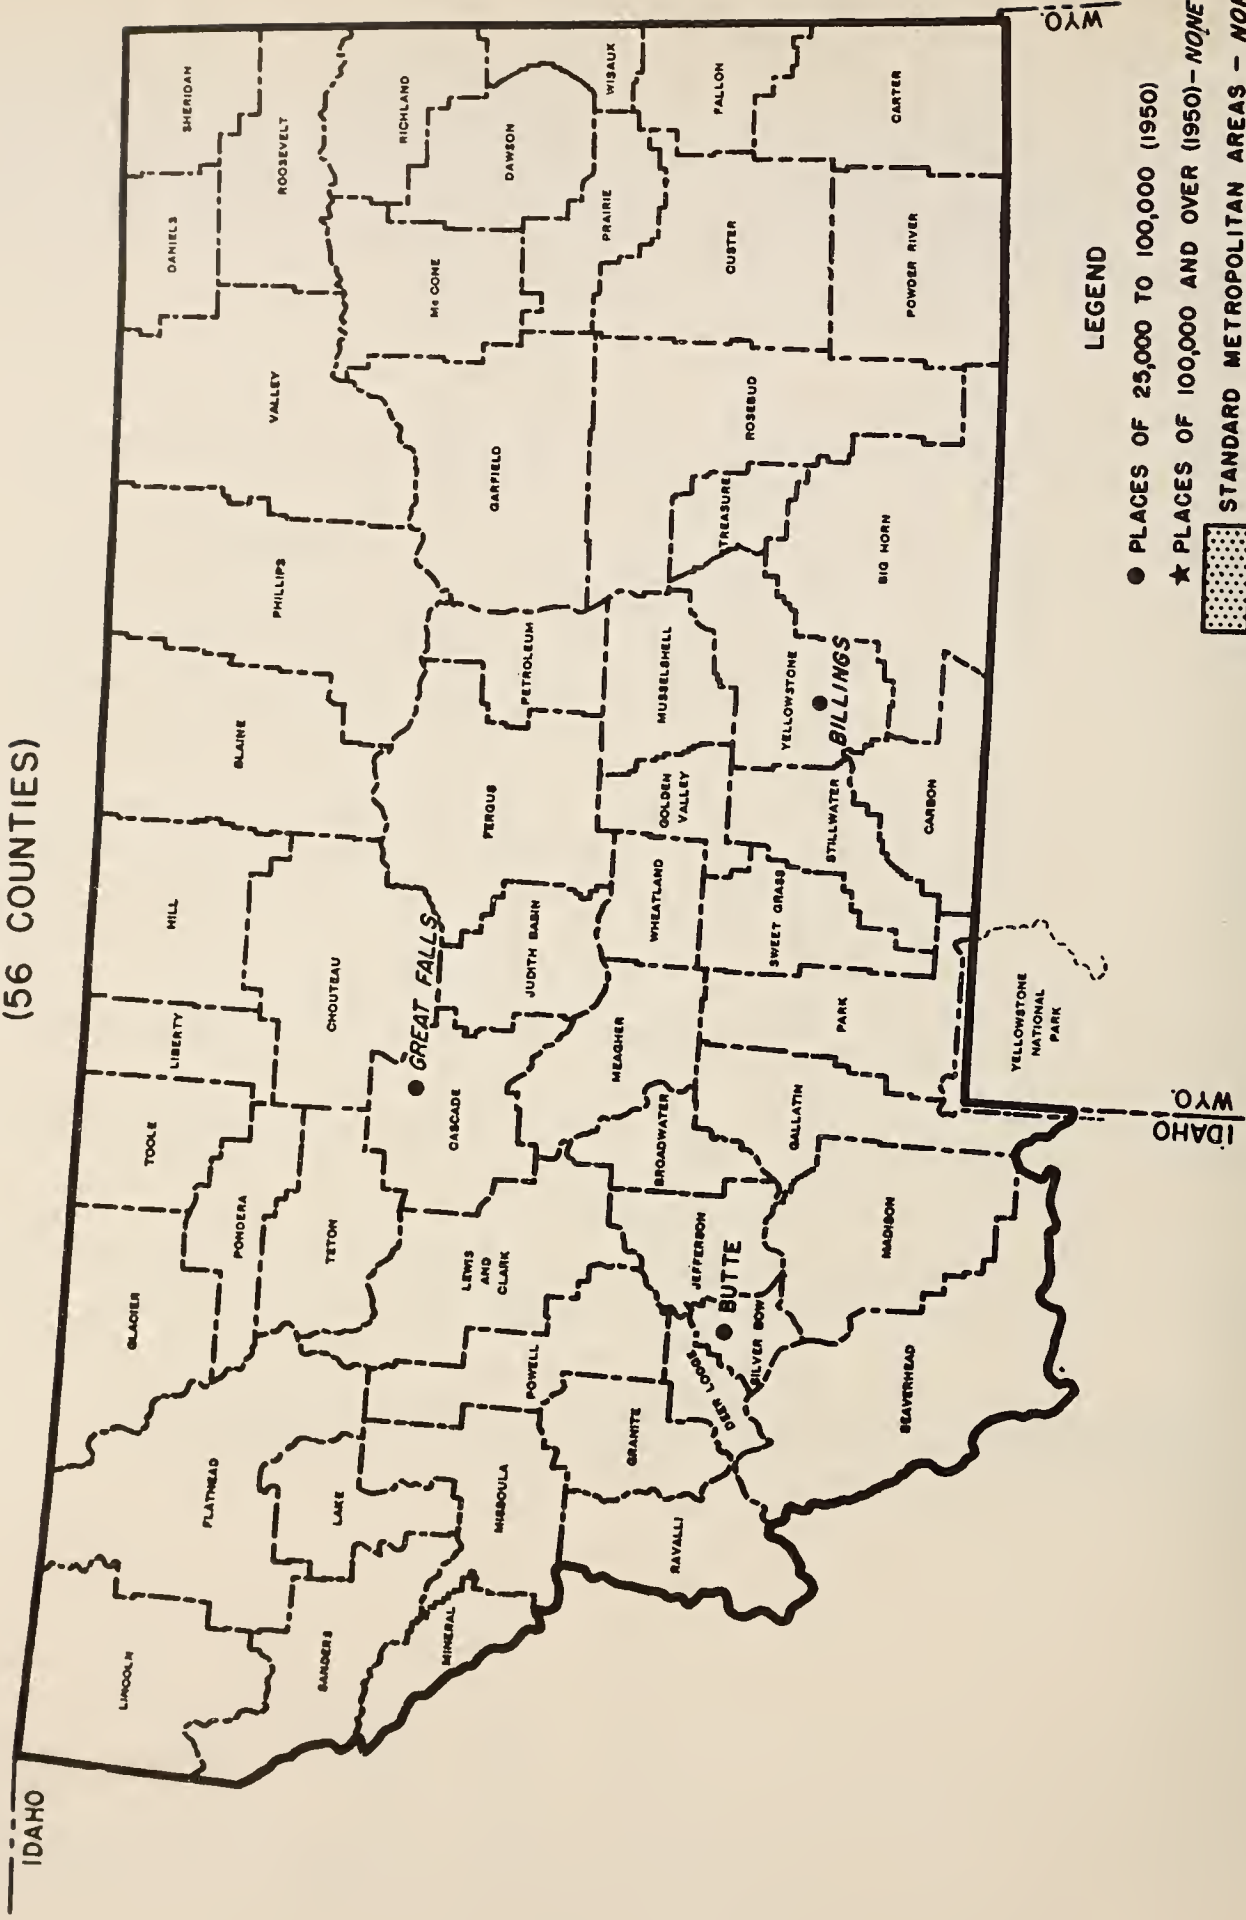 (56 COUNTIES)
IDAHO
LINCOLN
FLATHEAD
GLACIER
TOOLE
LIBERTY
HILL
BLAINE
PHILLIPS
VALLEY
DANIELS
SHERIDAN
ROOSEVELT
SANDERS
LAKE
PONDERA
TETON
CHOUTEAU
GREAT FALLS
CASCADE
FERGUS
PETROLEUM
GARFIELD
Mc CONE
RICHLAND
DAWSON
WIBAUX
PRAIRIE
MINERAL
MISSOULA
POWELL
LEWIS
AND
CLARK
JUDITH BASIN
MEAGHER
WHEATLAND
GOLDEN
VALLEY
MUSSELSHELL
TREASURE
ROSEBUD
CUSTER
FALLON
RAVALLI
GRANITE
DEER LODGE
SILVER BOW
BUTTE
JEFFERSON
BROADWATER
GALLATIN
PARK
SWEET GRASS
STILLWATER
YELLOWSTONE
BILLINGS
BIG HORN
POWDER RIVER
CARTER
BEAVERHEAD
MADISON
CARBON
YELLOWSTONE
NATIONAL
PARK
IDAHO
WYO.
WYO.
LEGEND
● PLACES OF 25,000 TO 100,000 (1950)
★ PLACES OF 100,000 AND OVER (1950)-NONE
STANDARD METROPOLITAN AREAS -